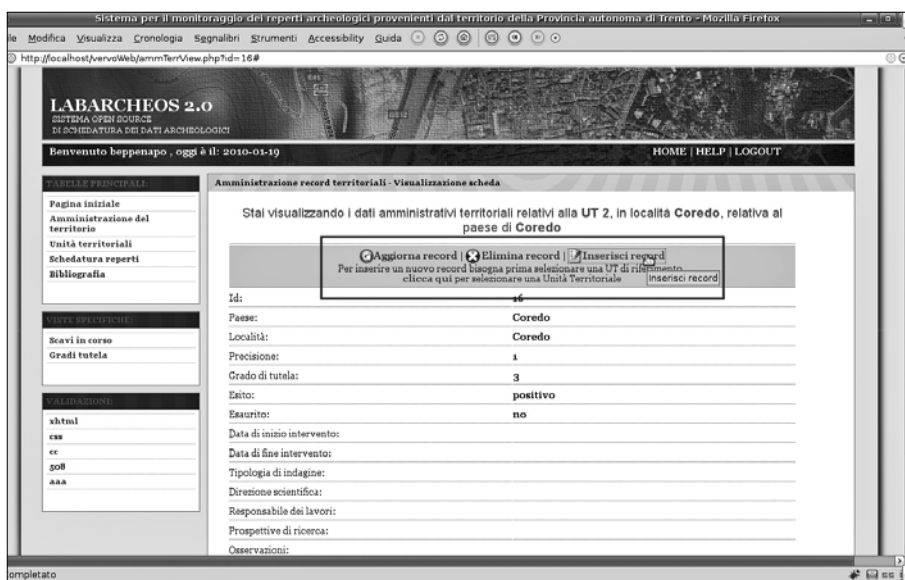 Sistema per il monitoraggio dei reperti archeologici provenienti dal territorio della Provincia autonoma di Trento - Mozilla Firefox
ile Modifica Visualizza Cronologia Segnalibri Strumenti Accessibility Guida
http://localhost/vervoWeb/ammTerrView.php?id=16#
LABARCHEOS 2.0
SISTEMA OPEN SOURCE
DI SCHEDATURA DEI DATI ARCHEOLOGICI
Benvenuto beppenapo , oggi è il: 2010-01-19
HOME | HELP | LOGOUT
TABELLE PRINCIPALI:
Pagina iniziale
Amministrazione del
territorio
Unità territoriali
Schedatura reperti
Bibliografia
VISTE SPECIFICHE:
Scavi in corso
Gradi tutela
VALIDAZIONI:
xhtml
css
cc
508
aaa
Amministrazione record territoriali - Visualizzazione scheda
Stai visualizzando i dati amministrativi territoriali relativi alla UT 2, in località Coredo, relativa al
paese di Coredo
Aggiorna record | Elimina record | Inserisci record
Per inserire un nuovo record bisogna prima selezionare una UT di riferimento
clicca qui per selezionare una Unità Territoriale
Inserisci record
Id: 16
Paese: Coredo
Località: Coredo
Precisione: 1
Grado di tutela: 3
Esito: positivo
Esaurito: no
Data di inizio intervento:
Data di fine intervento:
Tipologia di indagine:
Direzione scientifica:
Responsabile dei lavori:
Prospettive di ricerca:
Osservazioni:
ompletato